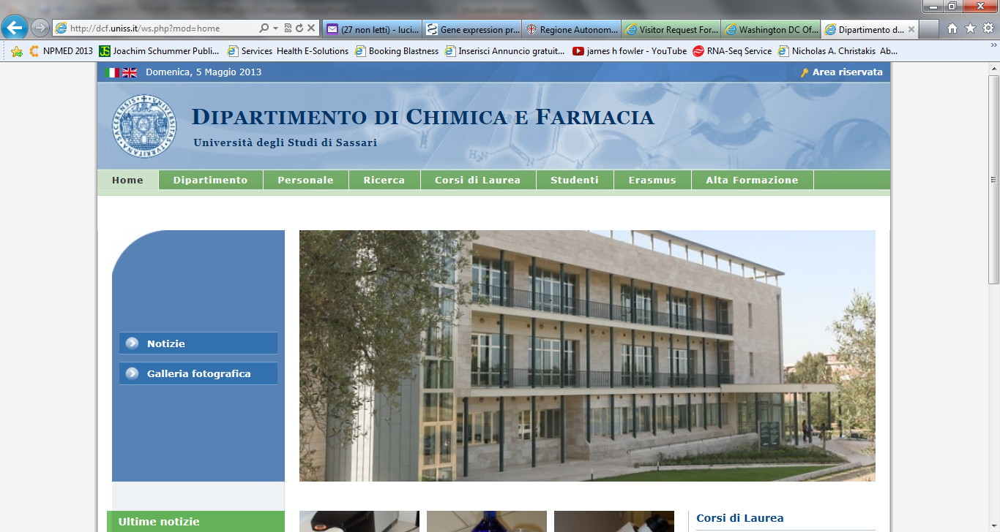 http://dcf.uniss.it/ws.php?mod=home
(27 non letti) - luci...
Gene expression pr...
Regione Autonom...
Visitor Request For...
Washington DC Of...
Dipartimento d...
NPMED 2013
Joachim Schummer Publi...
Services Health E-Solutions
Booking Blastness
Inserisci Annuncio gratuit...
james h fowler - YouTube
RNA-Seq Service
Nicholas A. Christakis Ab...
Domenica, 5 Maggio 2013
Area riservata
DIPARTIMENTO DI CHIMICA E FARMACIA
Università degli Studi di Sassari
Home
Dipartimento
Personale
Ricerca
Corsi di Laurea
Studenti
Erasmus
Alta Formazione
Notizie
Galleria fotografica
Ultime notizie
Corsi di Laurea